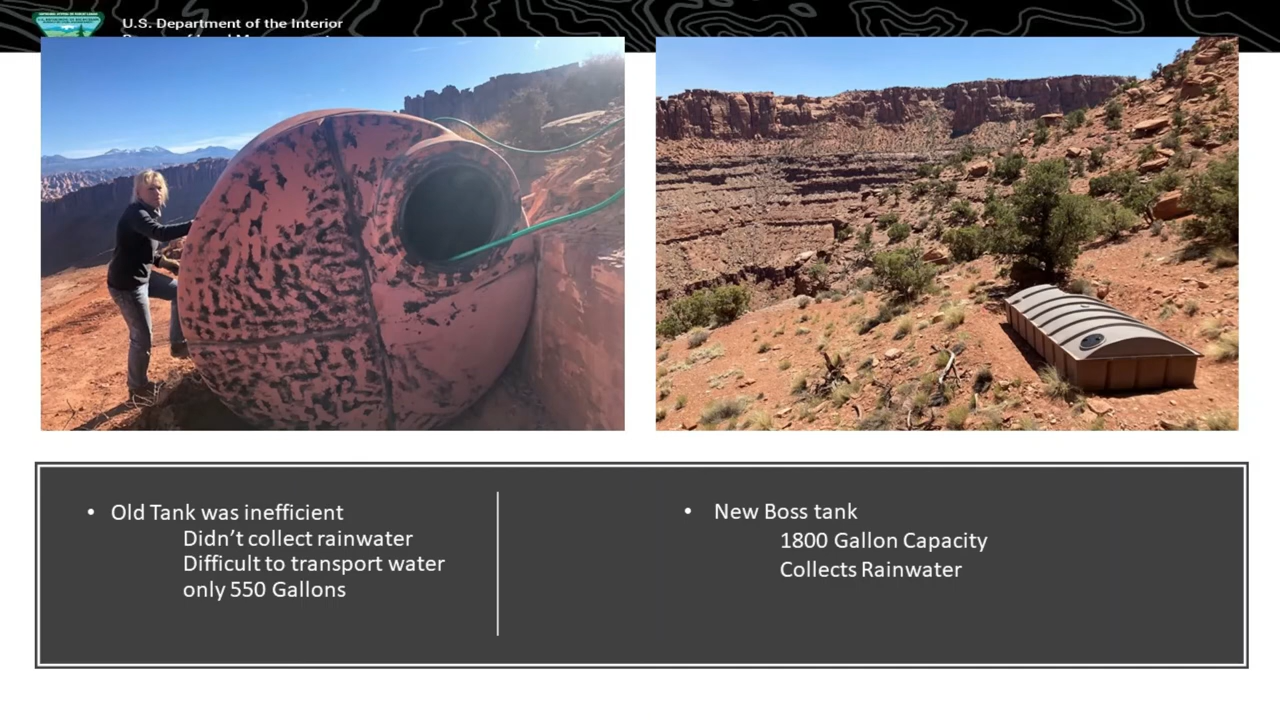 U.S. Department of the Interior
• Old Tank was inefficient
Didn't collect rainwater
Difficult to transport water
only 550 Gallons
• New Boss tank
1800 Gallon Capacity
Collects Rainwater